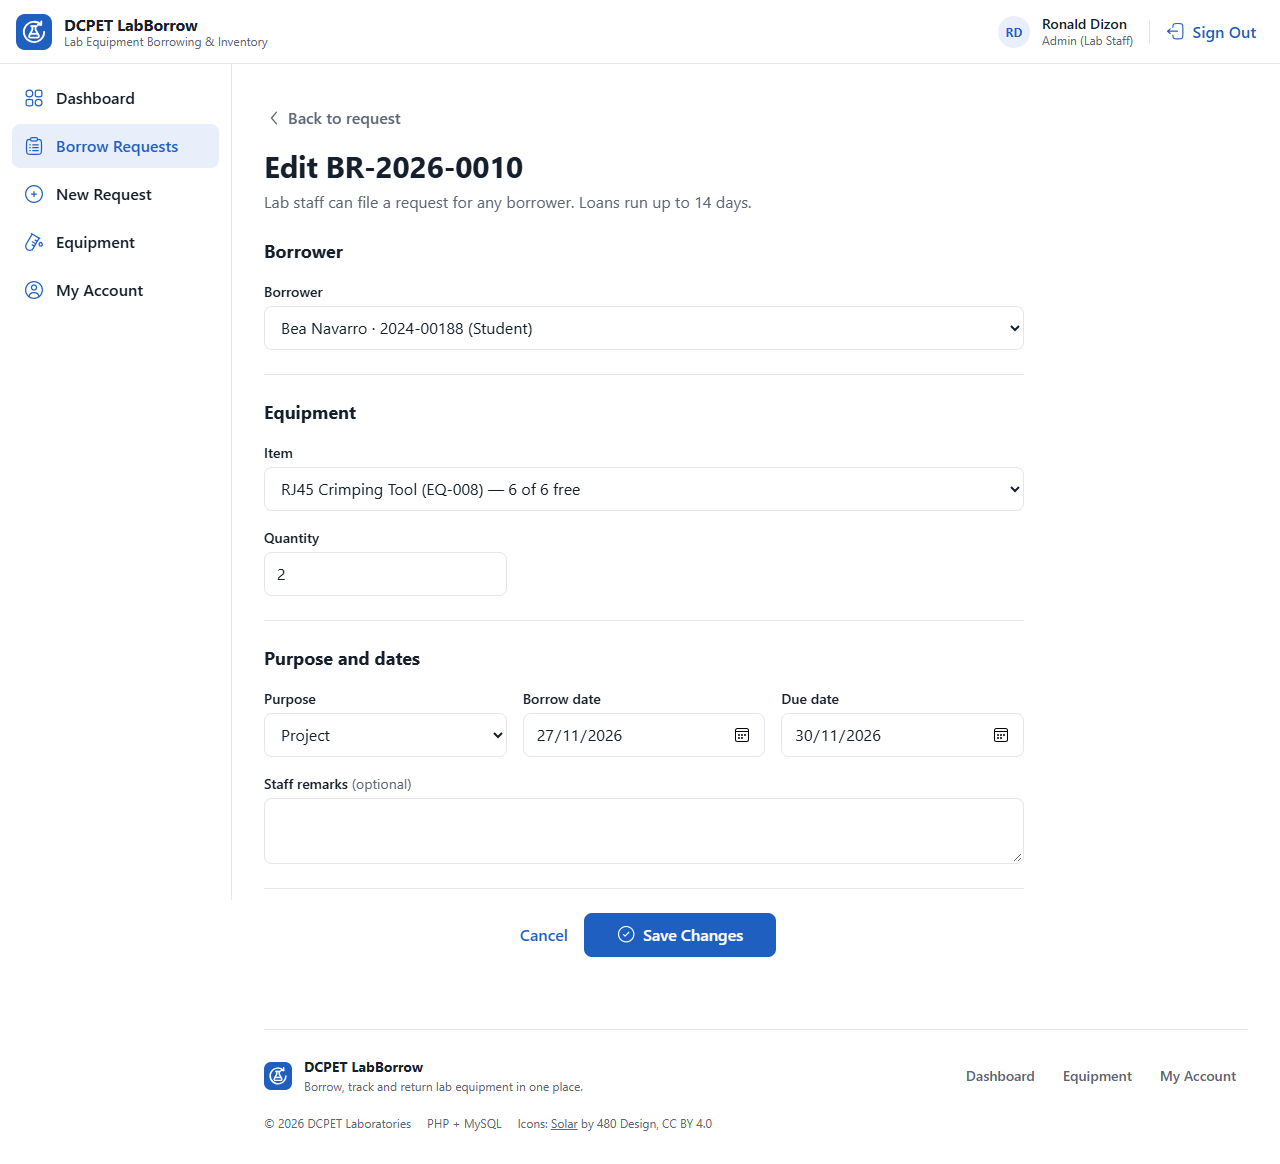 DCPET LabBorrow
Lab Equipment Borrowing & Inventory
RD
Ronald Dizon
Admin (Lab Staff)
Sign Out
Dashboard
Borrow Requests
New Request
Equipment
My Account
Back to request
Edit BR-2026-0010
Lab staff can file a request for any borrower. Loans run up to 14 days.
Borrower
Borrower
Bea Navarro · 2024-00188 (Student)
Equipment
Item
RJ45 Crimping Tool (EQ-008) — 6 of 6 free
Quantity
2
Purpose and dates
Purpose Borrow date Due date
Project 27/11/2026 30/11/2026
Staff remarks (optional)
Cancel Save Changes
DCPET LabBorrow
Borrow, track and return lab equipment in one place.
Dashboard Equipment My Account
© 2026 DCPET Laboratories PHP + MySQL Icons: Solar by 480 Design, CC BY 4.0